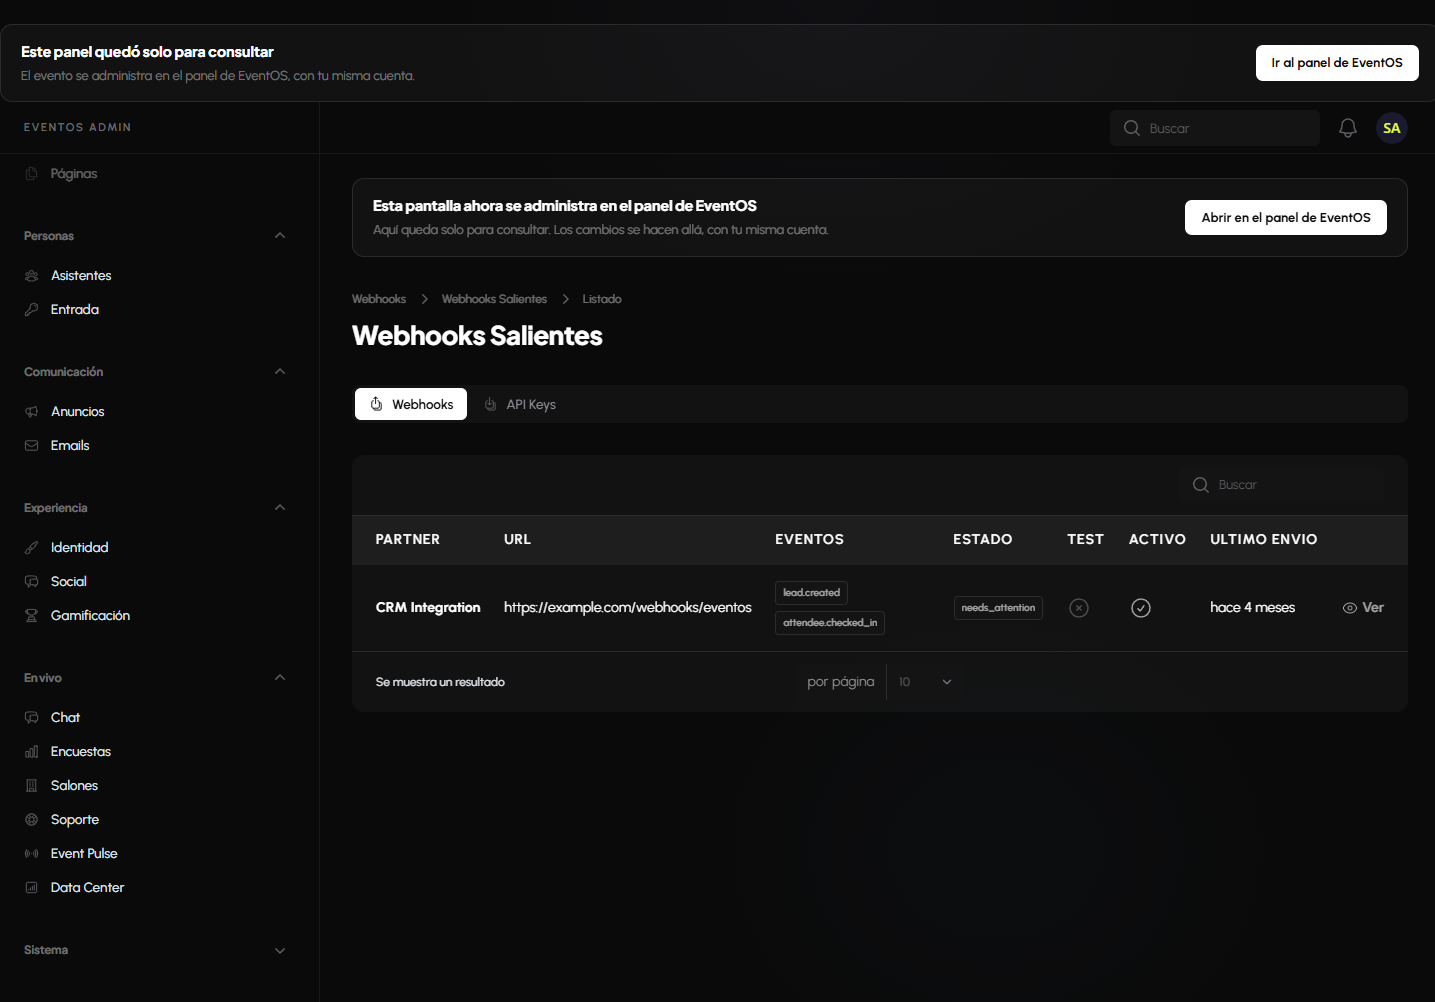 Este panel quedó solo para consultar
El evento se administra en el panel de EventOS, con tu misma cuenta.
Ir al panel de EventOS
EVENTOS ADMIN
Buscar
SA
Páginas
Personas
Asistentes
Entrada
Comunicación
Anuncios
Emails
Experiencia
Identidad
Social
Gamificación
En vivo
Chat
Encuestas
Salones
Soporte
Event Pulse
Data Center
Sistema
Esta pantalla ahora se administra en el panel de EventOS
Aquí queda solo para consultar. Los cambios se hacen allá, con tu misma cuenta.
Abrir en el panel de EventOS
Webhooks > Webhooks Salientes > Listado
Webhooks Salientes
Webhooks
API Keys
Buscar
PARTNER URL EVENTOS ESTADO TEST ACTIVO ULTIMO ENVIO
CRM Integration https://example.com/webhooks/eventos lead.created attendee.checked_in needs_attention hace 4 meses Ver
Se muestra un resultado
por página 10